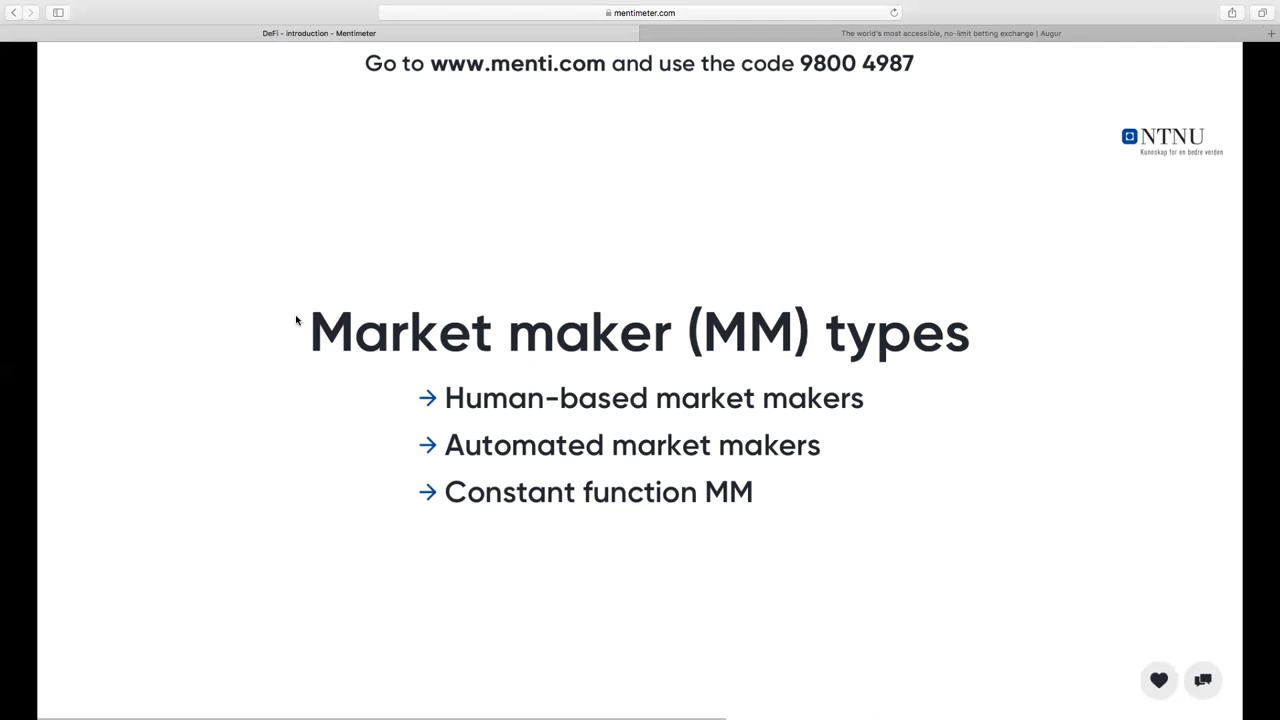 mentimeter.com
DeFi - introduction - Mentimeter
The world's most accessible, no-limit betting exchange | Augur
Go to www.menti.com and use the code 9800 4987
NTNU
Kunnskap for en bedre verden
Market maker (MM) types
→ Human-based market makers
→ Automated market makers
→ Constant function MM